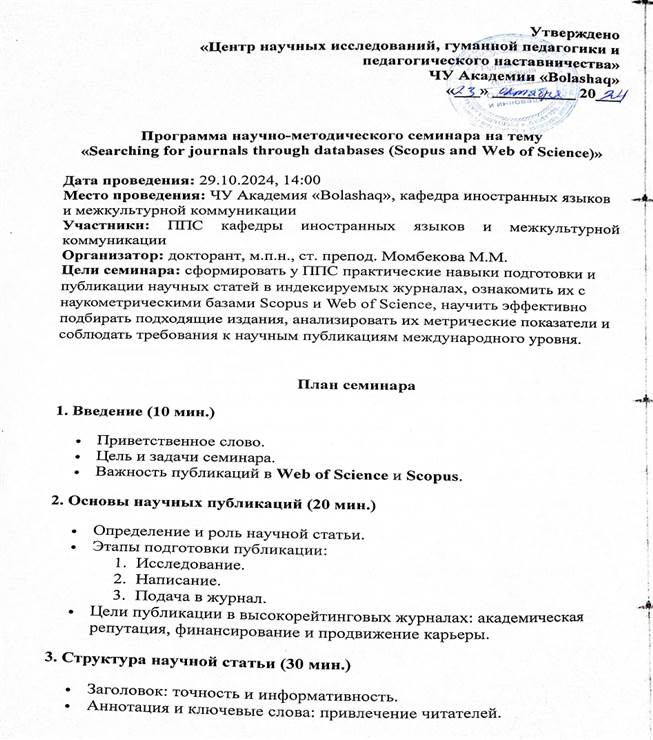 Утверждено
«Центр научных исследований, гуманной педагогики и
педагогического наставничества»
ЧУ Академии «Bolashaq»
«23» октября 2024
и иннова
Программа научно-методического семинара на тему
«Searching for journals through databases (Scopus and Web of Science)»
Дата проведения: 29.10.2024, 14:00
Место проведения: ЧУ Академия «Bolashaq», кафедра иностранных языков
и межкультурной коммуникации
Участники: ППС кафедры иностранных языков и межкультурной
коммуникации
Организатор: докторант, м.п.н., ст. препод. Момбекова М.М.
Цели семинара: сформировать у ППС практические навыки подготовки и
публикации научных статей в индексируемых журналах, ознакомить их с
наукометрическими базами Scopus и Web of Science, научить эффективно
подбирать подходящие издания, анализировать их метрические показатели и
соблюдать требования к научным публикациям международного уровня.
План семинара
1. Введение (10 мин.)
• Приветственное слово.
• Цель и задачи семинара.
• Важность публикаций в Web of Science и Scopus.
2. Основы научных публикаций (20 мин.)
• Определение и роль научной статьи.
• Этапы подготовки публикации:
1. Исследование.
2. Написание.
3. Подача в журнал.
• Цели публикации в высокорейтинговых журналах: академическая
репутация, финансирование и продвижение карьеры.
3. Структура научной статьи (30 мин.)
• Заголовок: точность и информативность.
• Аннотация и ключевые слова: привлечение читателей.